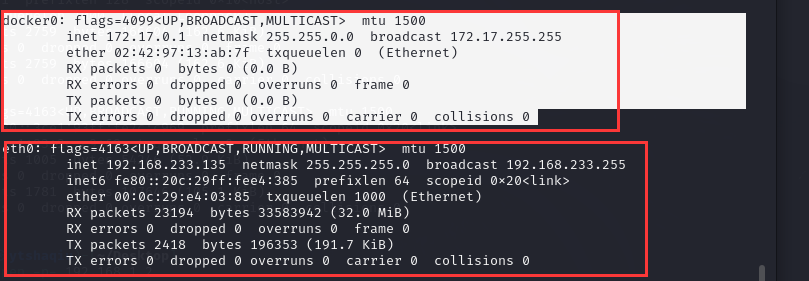 docker0: flags=4099<UP,BROADCAST,MULTICAST>  mtu 1500
inet 172.17.0.1  netmask 255.255.0.0  broadcast 172.17.255.255
ether 02:42:97:13:ab:7f  txqueuelen 0  (Ethernet)
RX packets 0  bytes 0 (0.0 B)
RX errors 0  dropped 0  overruns 0  frame 0
TX packets 0  bytes 0 (0.0 B)
TX errors 0  dropped 0 overruns 0  carrier 0  collisions 0
eth0: flags=4163<UP,BROADCAST,RUNNING,MULTICAST>  mtu 1500
inet 192.168.233.135  netmask 255.255.255.0  broadcast 192.168.233.255
inet6 fe80::20c:29ff:fee4:385  prefixlen 64  scopeid 0×20<link>
ether 00:0c:29:e4:03:85  txqueuelen 1000  (Ethernet)
RX packets 23194  bytes 33583942 (32.0 MiB)
RX errors 0  dropped 0  overruns 0  frame 0
TX packets 2418  bytes 196353 (191.7 KiB)
TX errors 0  dropped 0 overruns 0  carrier 0  collisions 0